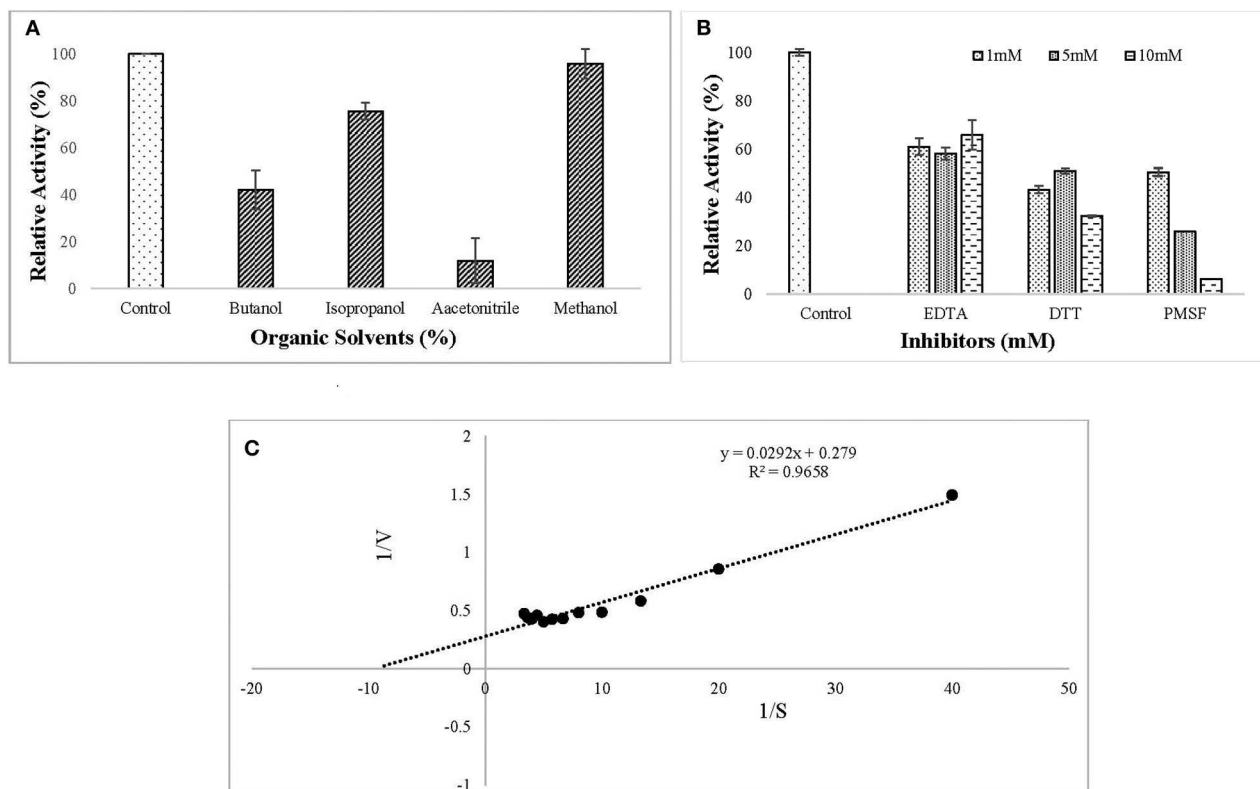 A
Relative Activity (%)
100
80
60
40
20
0
Control Butanol Isopropanol Aacetonitrile Methanol
Organic Solvents (%)
B
1mM 5mM 10mM
Relative Activity (%)
100
80
60
40
20
0
Control EDTA DTT PMSF
Inhibitors (mM)
C
y = 0.0292x + 0.279
R² = 0.9658
1/V
2
1.5
1
0.5
0
-0.5
-1
-20 -10 0 10 20 30 40 50
1/S